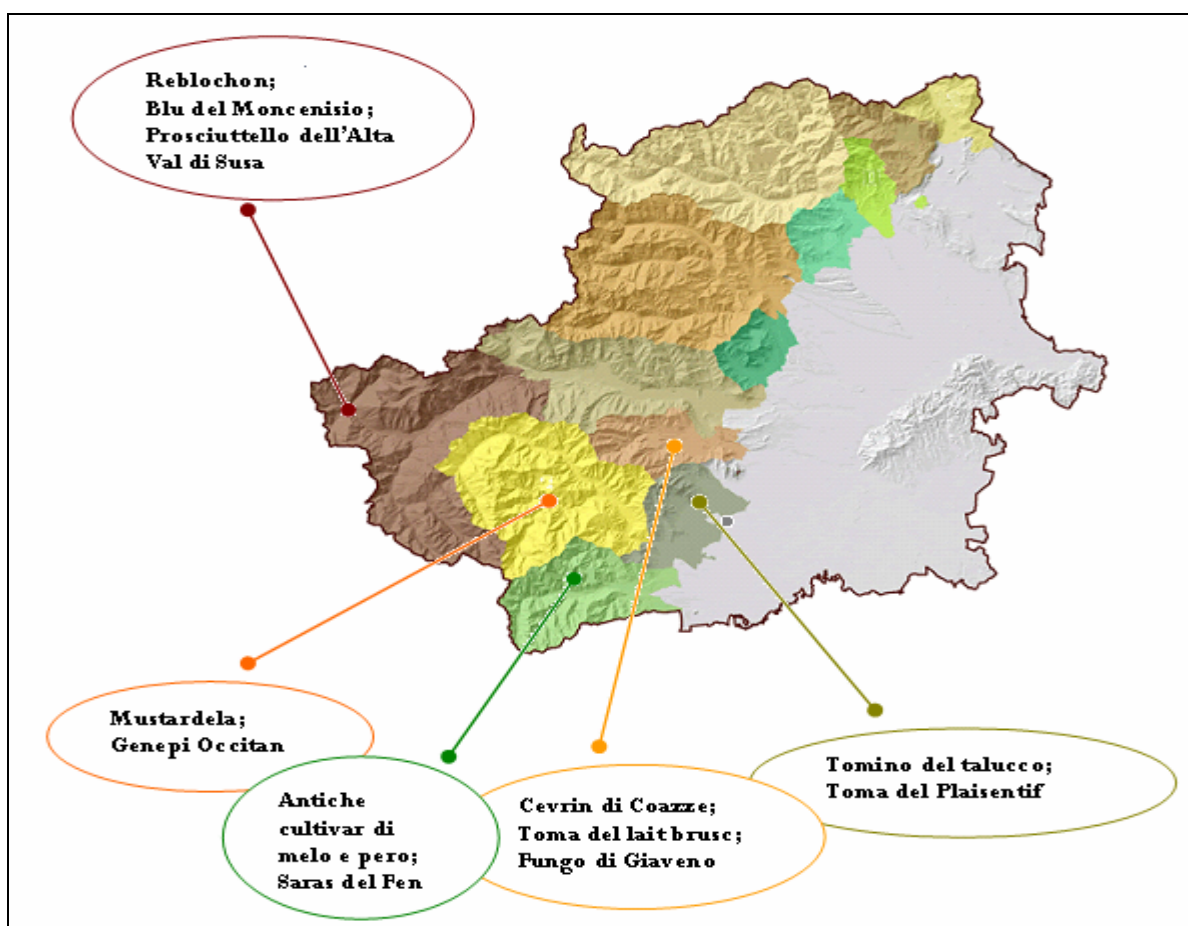 Reblochon;
Blu del Moncenisio;
Prosciuttello dell'Alta
Val di Susa
Mustardela;
Genepi Occitan
Antiche
cultivar di
melo e pero;
Saras del Fen
Cevrin di Coazze;
Toma del lait brusc;
Fungo di Giaveno
Tomino del talucco;
Toma del Plaisentif